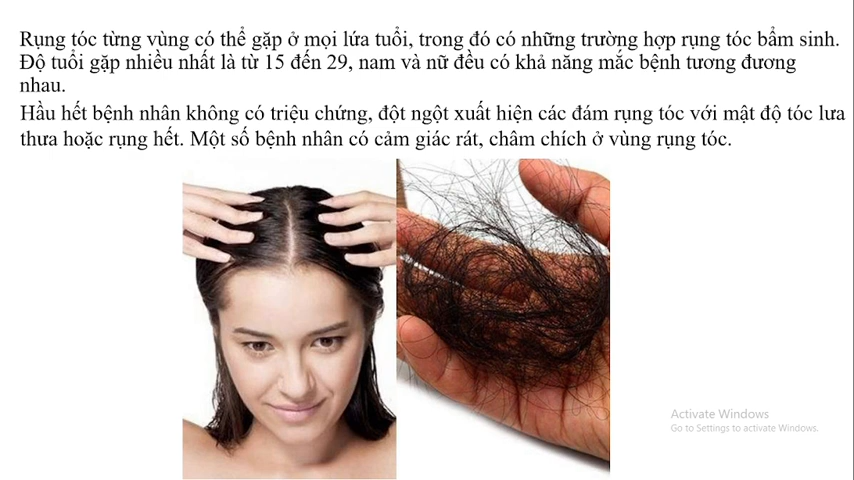 Rụng tóc từng vùng có thể gặp ở mọi lứa tuổi, trong đó có những trường hợp rụng tóc bẩm sinh.
Độ tuổi gặp nhiều nhất là từ 15 đến 29, nam và nữ đều có khả năng mắc bệnh tương đương
nhau.
Hầu hết bệnh nhân không có triệu chứng, đột ngột xuất hiện các đám rụng tóc với mật độ tóc lưa
thưa hoặc rụng hết. Một số bệnh nhân có cảm giác rát, châm chích ở vùng rụng tóc.
Activate Windows
Go to Settings to activate Windows.